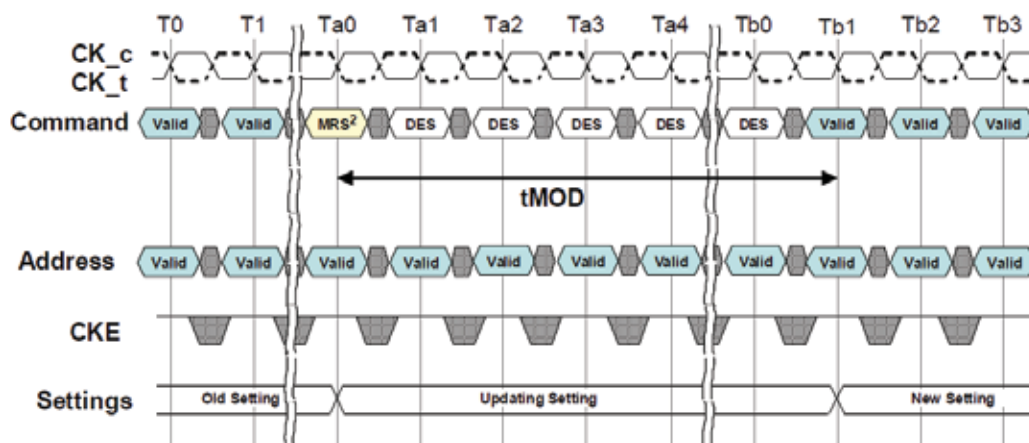 T0 T1 Ta0 Ta1 Ta2 Ta3 Ta4 Tb0 Tb1 Tb2 Tb3
CK_c
CK_t
Command Valid Valid MRS² DES DES DES DES DES Valid Valid Valid
tMOD
Address Valid Valid Valid Valid Valid Valid Valid Valid Valid Valid Valid
CKE
Settings Old Setting Updating Setting New Setting